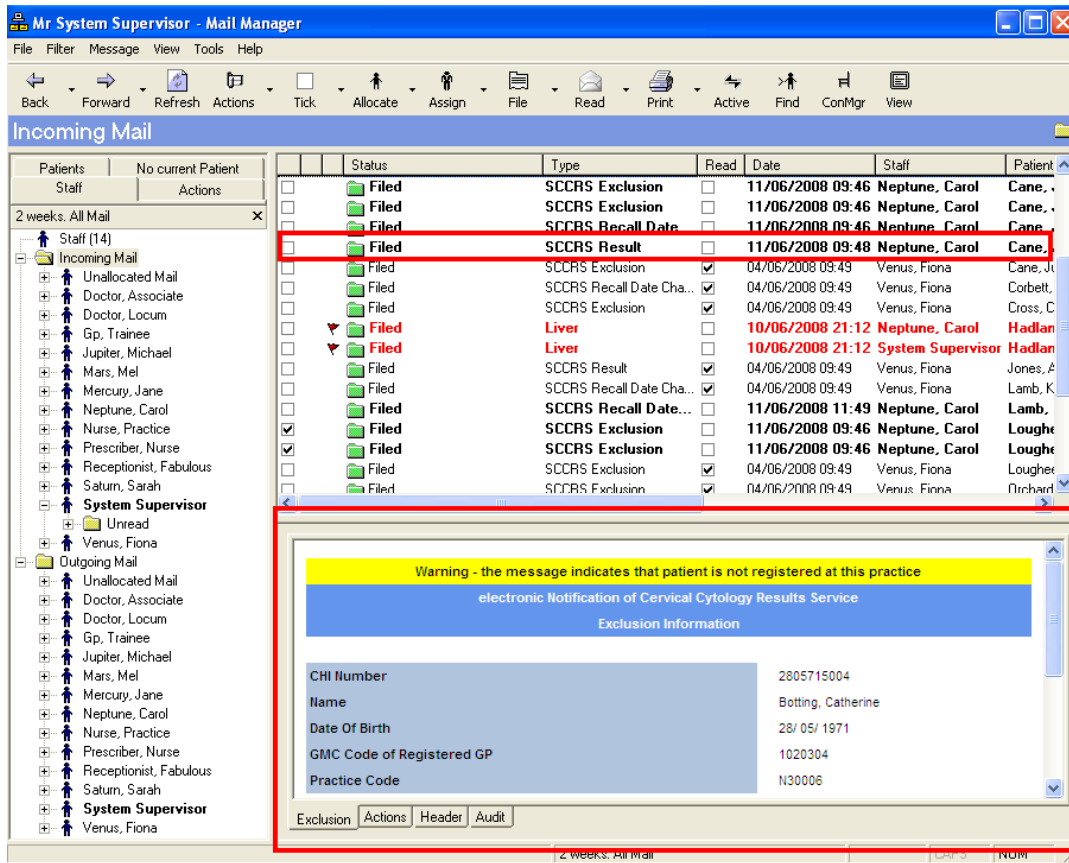 Mr System Supervisor - Mail Manager
File Filter Message View Tools Help
Back Forward Refresh Actions Tick Allocate Assign File Read Print Active Find ConMgr View
Incoming Mail
Patients No current Patient
Staff Actions
2 weeks. All Mail
Staff (14)
Incoming Mail
Unallocated Mail
Doctor, Associate
Doctor, Locum
Gp, Trainee
Jupiter, Michael
Mars, Mel
Mercury, Jane
Neptune, Carol
Nurse, Practice
Prescriber, Nurse
Receptionist, Fabulous
Saturn, Sarah
System Supervisor
Unread
Venus, Fiona
Outgoing Mail
Unallocated Mail
Doctor, Associate
Doctor, Locum
Gp, Trainee
Jupiter, Michael
Mars, Mel
Mercury, Jane
Neptune, Carol
Nurse, Practice
Prescriber, Nurse
Receptionist, Fabulous
Saturn, Sarah
System Supervisor
Venus, Fiona
Status Type Read Date Staff Patient
Filed SCCRS Exclusion 11/06/2008 09:46 Neptune, Carol Cane,
Filed SCCRS Exclusion 11/06/2008 09:46 Neptune, Carol Cane,
Filed SCCRS Recall Date 11/06/2008 09:46 Neptune, Carol Cane,
Filed SCCRS Result 11/06/2008 09:48 Neptune, Carol Cane,
Filed SCCRS Exclusion 04/06/2008 09:49 Venus, Fiona Cane, Ju
Filed SCCRS Recall Date Cha... 04/06/2008 09:49 Venus, Fiona Corbett,
Filed SCCRS Exclusion 04/06/2008 09:49 Venus, Fiona Cross, C
Filed Liver 10/06/2008 21:12 Neptune, Carol Hadlan
Filed Liver 10/06/2008 21:12 System Supervisor Hadlan
Filed SCCRS Result 04/06/2008 09:49 Venus, Fiona Jones, A
Filed SCCRS Recall Date Cha... 04/06/2008 09:49 Venus, Fiona Lamb, K
Filed SCCRS Recall Date... 11/06/2008 11:49 Neptune, Carol Lamb,
Filed SCCRS Exclusion 11/06/2008 09:46 Neptune, Carol Loughe
Filed SCCRS Exclusion 11/06/2008 09:46 Neptune, Carol Loughe
Filed SCCRS Exclusion 04/06/2008 09:49 Venus, Fiona Loughee
Filed SCCRS Exclusion 04/06/2008 09:49 Venus, Fiona Orchard
Warning - the message indicates that patient is not registered at this practice
electronic Notification of Cervical Cytology Results Service
Exclusion Information
CHI Number 2805715004
Name Botting, Catherine
Date Of Birth 28/ 05/ 1971
GMC Code of Registered GP 1020304
Practice Code N30006
Exclusion Actions Header Audit
2 weeks. All Mail CAPS NUM